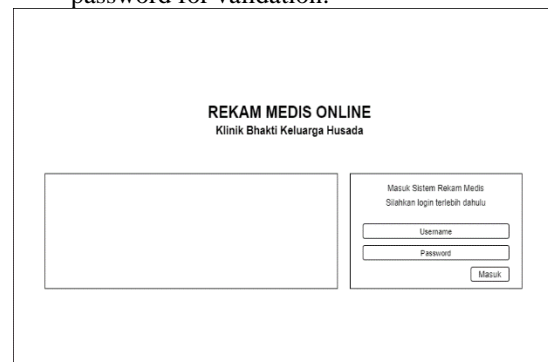 password for validation.
REKAM MEDIS ONLINE
Klinik Bhakti Keluarga Husada
Masuk Sistem Rekam Medis
Silahkan login terlebih dahulu
Username
Password
Masuk